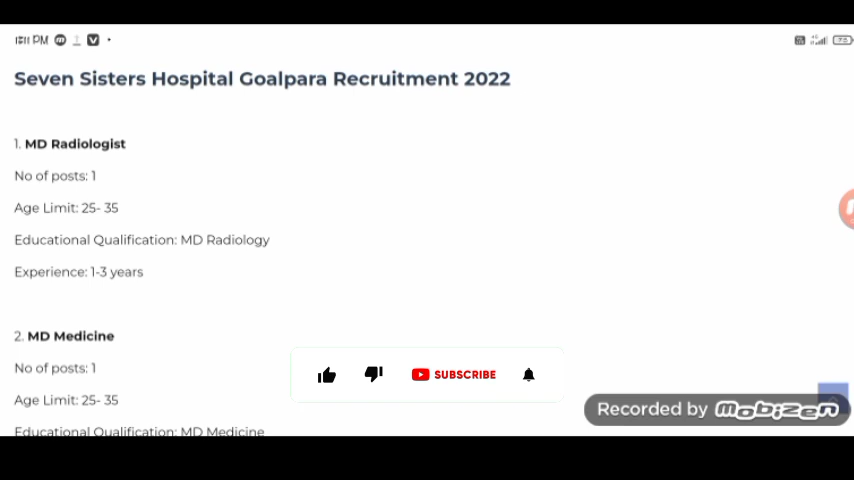 PM
Seven Sisters Hospital Goalpara Recruitment 2022
1. MD Radiologist
No of posts: 1
Age Limit: 25- 35
Educational Qualification: MD Radiology
Experience: 1-3 years
2. MD Medicine
No of posts: 1
Age Limit: 25- 35
Educational Qualification: MD Medicine
SUBSCRIBE
Recorded by mobizen